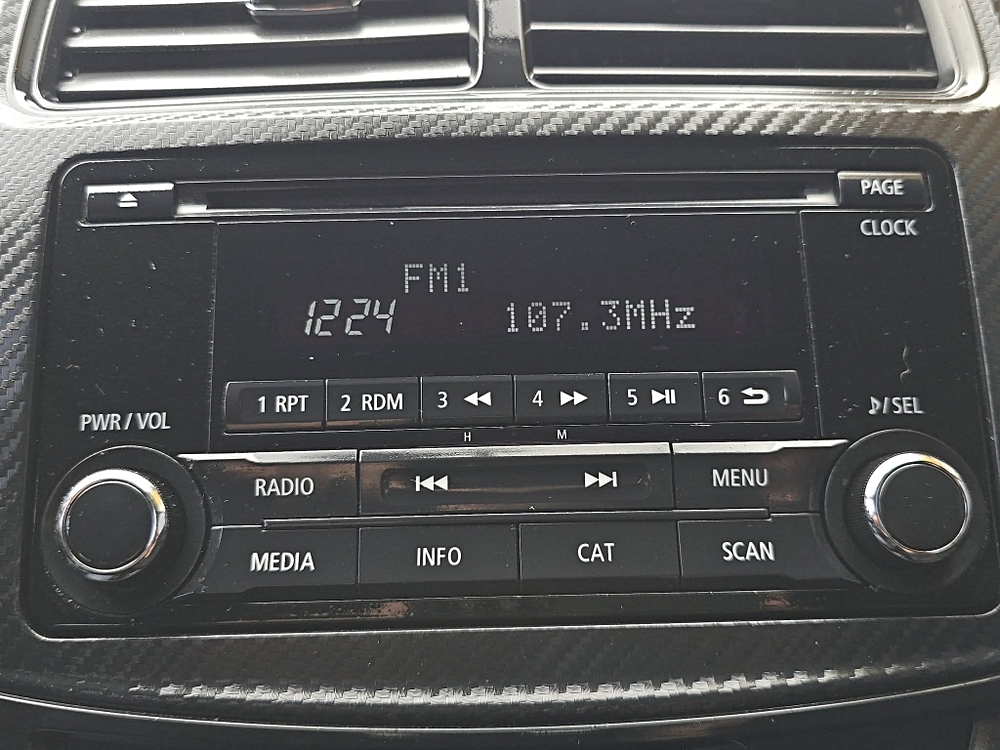 PAGE
CLOCK
FM1
1224 107.3MHz
1 RPT 2 RDM 3 4 5 6
PWR / VOL
/ SEL
H M
RADIO MENU
MEDIA INFO CAT SCAN